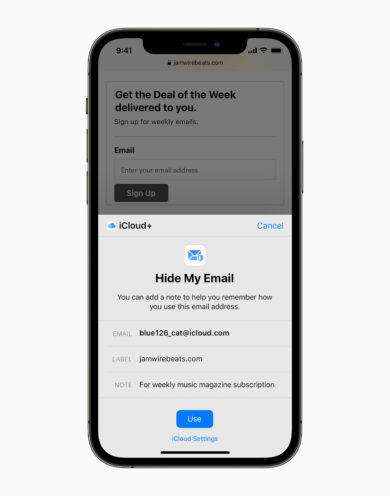 9:41
jamwirebeats.com
Get the Deal of the Week
delivered to you.
Sign up for weekly emails.
Email
Enter your email address
Sign Up
iCloud+
Cancel
Hide My Email
You can add a note to help you remember how
you use this email address.
EMAIL blue126_cat@icloud.com
LABEL jamwirebeats.com
NOTE For weekly music magazine subscription
Use
iCloud Settings